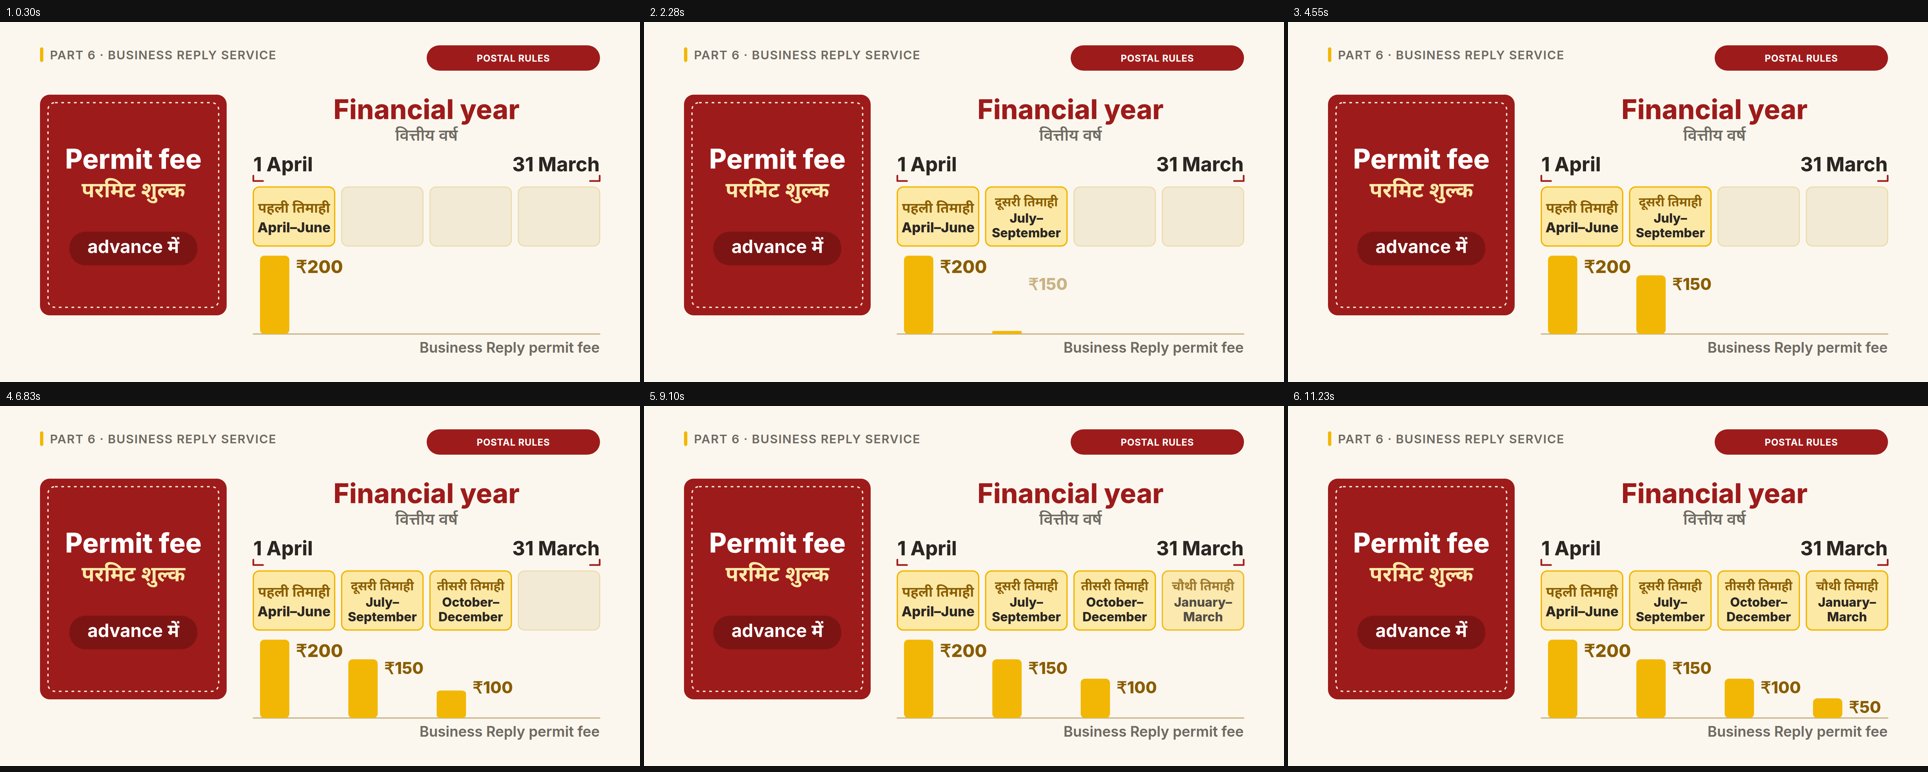 1. 0.30s
PART 6 · BUSINESS REPLY SERVICE
POSTAL RULES
Permit fee
परमिट शुल्क
advance में
Financial year
वित्तीय वर्ष
1 April
31 March
पहली तिमाही
April–June
₹200
Business Reply permit fee
2. 2.28s
PART 6 · BUSINESS REPLY SERVICE
POSTAL RULES
Permit fee
परमिट शुल्क
advance में
Financial year
वित्तीय वर्ष
1 April
31 March
पहली तिमाही
April–June
दूसरी तिमाही
July–
September
₹200
₹150
Business Reply permit fee
3. 4.55s
PART 6 · BUSINESS REPLY SERVICE
POSTAL RULES
Permit fee
परमिट शुल्क
advance में
Financial year
वित्तीय वर्ष
1 April
31 March
पहली तिमाही
April–June
दूसरी तिमाही
July–
September
₹200
₹150
Business Reply permit fee
4. 6.83s
PART 6 · BUSINESS REPLY SERVICE
POSTAL RULES
Permit fee
परमिट शुल्क
advance में
Financial year
वित्तीय वर्ष
1 April
31 March
पहली तिमाही
April–June
दूसरी तिमाही
July–
September
तीसरी तिमाही
October–
December
₹200
₹150
₹100
Business Reply permit fee
5. 9.10s
PART 6 · BUSINESS REPLY SERVICE
POSTAL RULES
Permit fee
परमिट शुल्क
advance में
Financial year
वित्तीय वर्ष
1 April
31 March
पहली तिमाही
April–June
दूसरी तिमाही
July–
September
तीसरी तिमाही
October–
December
चौथी तिमाही
January–
March
₹200
₹150
₹100
Business Reply permit fee
6. 11.23s
PART 6 · BUSINESS REPLY SERVICE
POSTAL RULES
Permit fee
परमिट शुल्क
advance में
Financial year
वित्तीय वर्ष
1 April
31 March
पहली तिमाही
April–June
दूसरी तिमाही
July–
September
तीसरी तिमाही
October–
December
चौथी तिमाही
January–
March
₹200
₹150
₹100
₹50
Business Reply permit fee